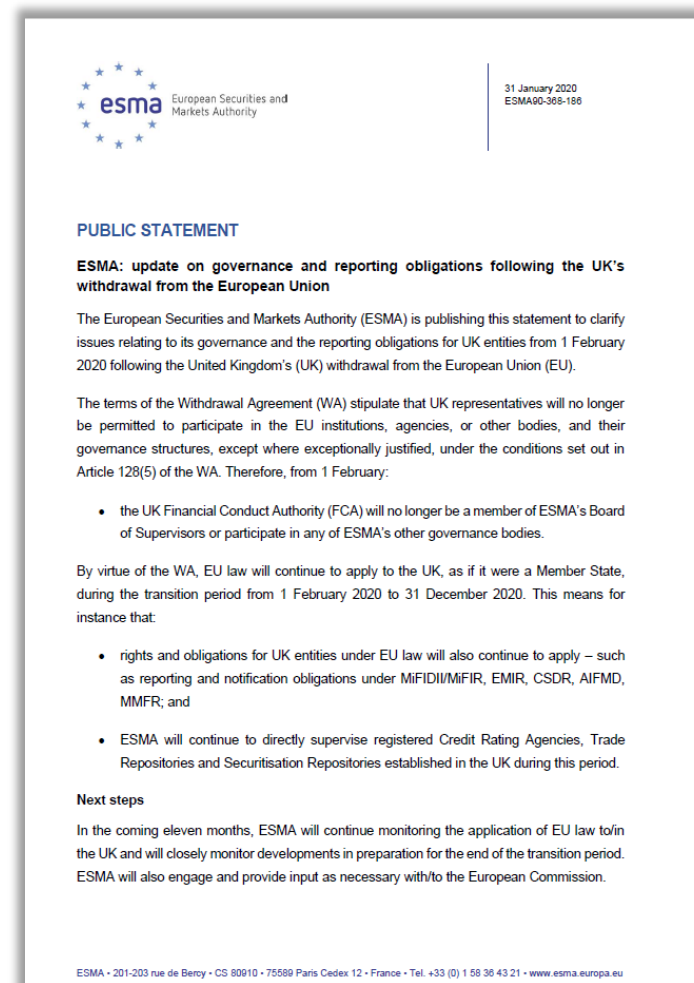 esma European Securities and
Markets Authority
31 January 2020
ESMA90-368-186
PUBLIC STATEMENT
ESMA: update on governance and reporting obligations following the UK's
withdrawal from the European Union
The European Securities and Markets Authority (ESMA) is publishing this statement to clarify
issues relating to its governance and the reporting obligations for UK entities from 1 February
2020 following the United Kingdom's (UK) withdrawal from the European Union (EU).
The terms of the Withdrawal Agreement (WA) stipulate that UK representatives will no longer
be permitted to participate in the EU institutions, agencies, or other bodies, and their
governance structures, except where exceptionally justified, under the conditions set out in
Article 128(5) of the WA. Therefore, from 1 February:
• the UK Financial Conduct Authority (FCA) will no longer be a member of ESMA's Board
of Supervisors or participate in any of ESMA's other governance bodies.
By virtue of the WA, EU law will continue to apply to the UK, as if it were a Member State,
during the transition period from 1 February 2020 to 31 December 2020. This means for
instance that:
• rights and obligations for UK entities under EU law will also continue to apply – such
as reporting and notification obligations under MiFIDII/MiFIR, EMIR, CSDR, AIFMD,
MMFR; and
• ESMA will continue to directly supervise registered Credit Rating Agencies, Trade
Repositories and Securitisation Repositories established in the UK during this period.
Next steps
In the coming eleven months, ESMA will continue monitoring the application of EU law to/in
the UK and will closely monitor developments in preparation for the end of the transition period.
ESMA will also engage and provide input as necessary with/to the European Commission.
ESMA • 201-203 rue de Bercy • CS 80910 • 75589 Paris Cedex 12 • France • Tel. +33 (0) 1 58 36 43 21 • www.esma.europa.eu